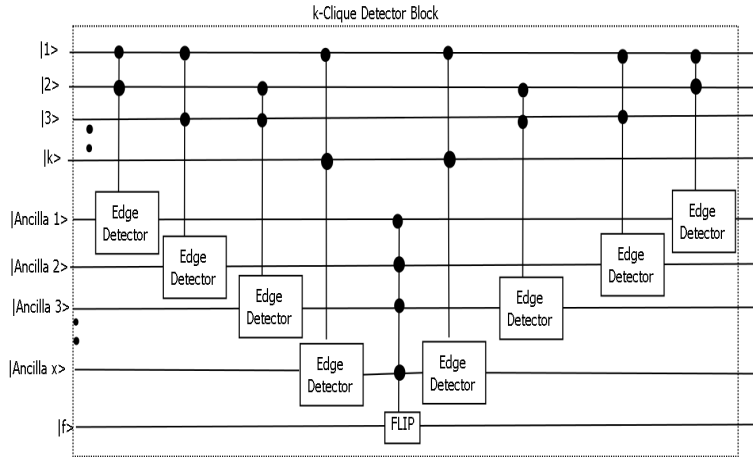 k-Clique Detector Block
|1>
|2>
|3>
|k>
|Ancilla 1>
|Ancilla 2>
|Ancilla 3>
|Ancilla x>
|f>
Edge
Detector
Edge
Detector
Edge
Detector
Edge
Detector
FLIP
Edge
Detector
Edge
Detector
Edge
Detector
Edge
Detector